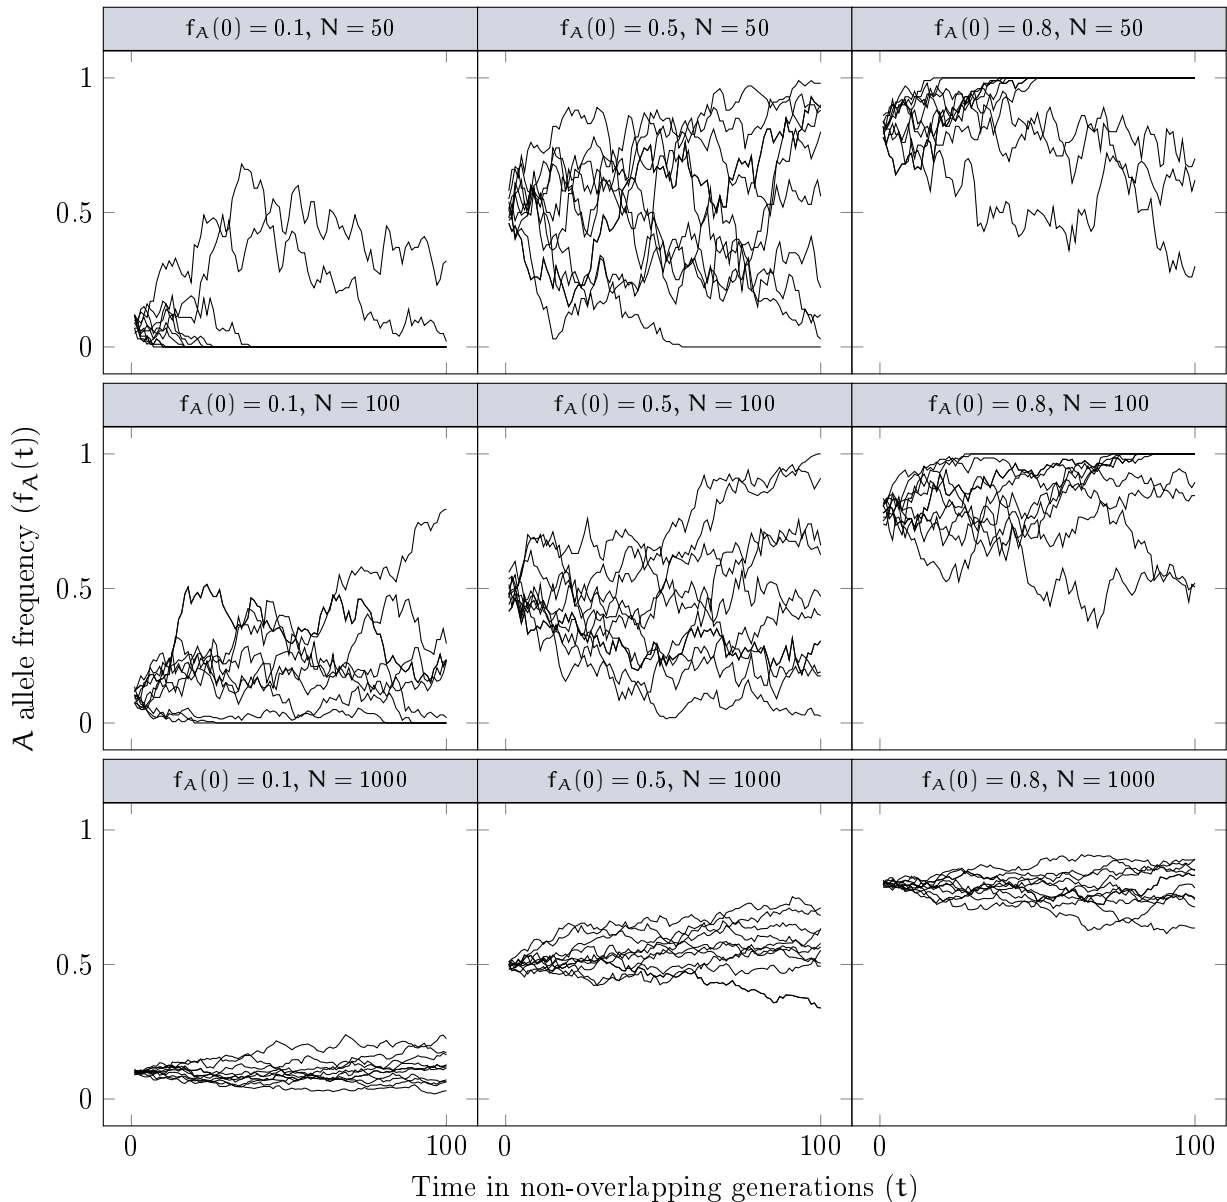 f_A(0) = 0.1, N = 50
f_A(0) = 0.5, N = 50
f_A(0) = 0.8, N = 50
1
0.5
0
f_A(0) = 0.1, N = 100
f_A(0) = 0.5, N = 100
f_A(0) = 0.8, N = 100
1
0.5
0
A allele frequency (f_A(t))
f_A(0) = 0.1, N = 1000
f_A(0) = 0.5, N = 1000
f_A(0) = 0.8, N = 1000
1
0.5
0
0 100 0 100 0 100
Time in non-overlapping generations (t)